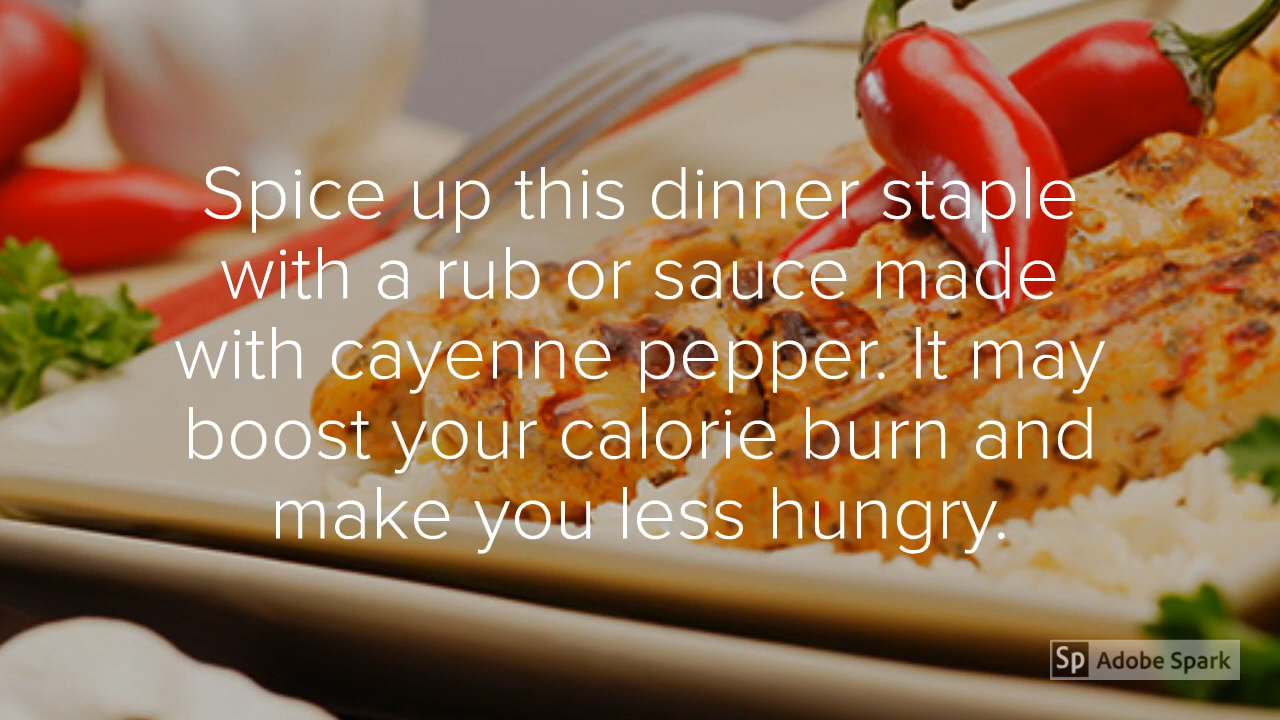 Spice up this dinner staple
with a rub or sauce made
with cayenne pepper. It may
boost your calorie burn and
make you less hungry.
Sp Adobe Spark